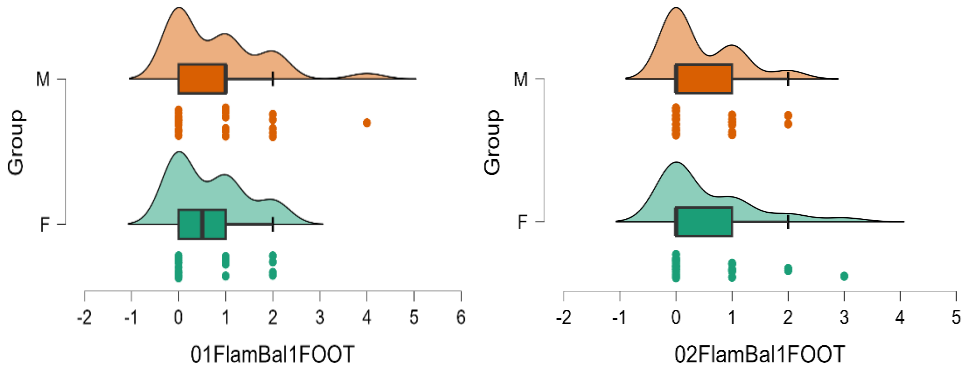 Group
M
F
-2 -1 0 1 2 3 4 5 6
01FlamBal1FOOT
Group
M
F
-2 -1 0 1 2 3 4 5
02FlamBal1FOOT